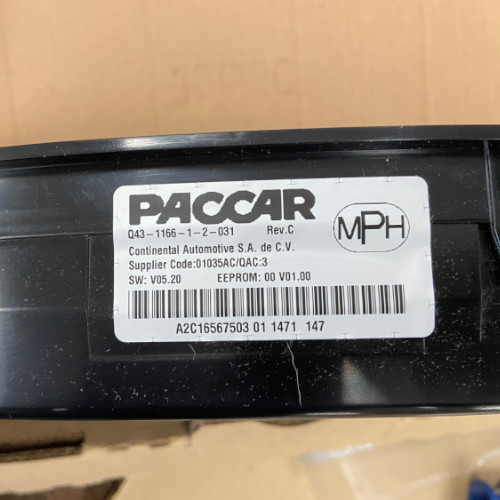 PACCAR
Q43-1166-1-2-031 Rev.C
MPH
Continental Automotive S.A. de C.V.
Supplier Code:01035AC/QAC:3
SW: V05.20 EEPROM: 00 V01.00
A2C16567503 01 1471 147